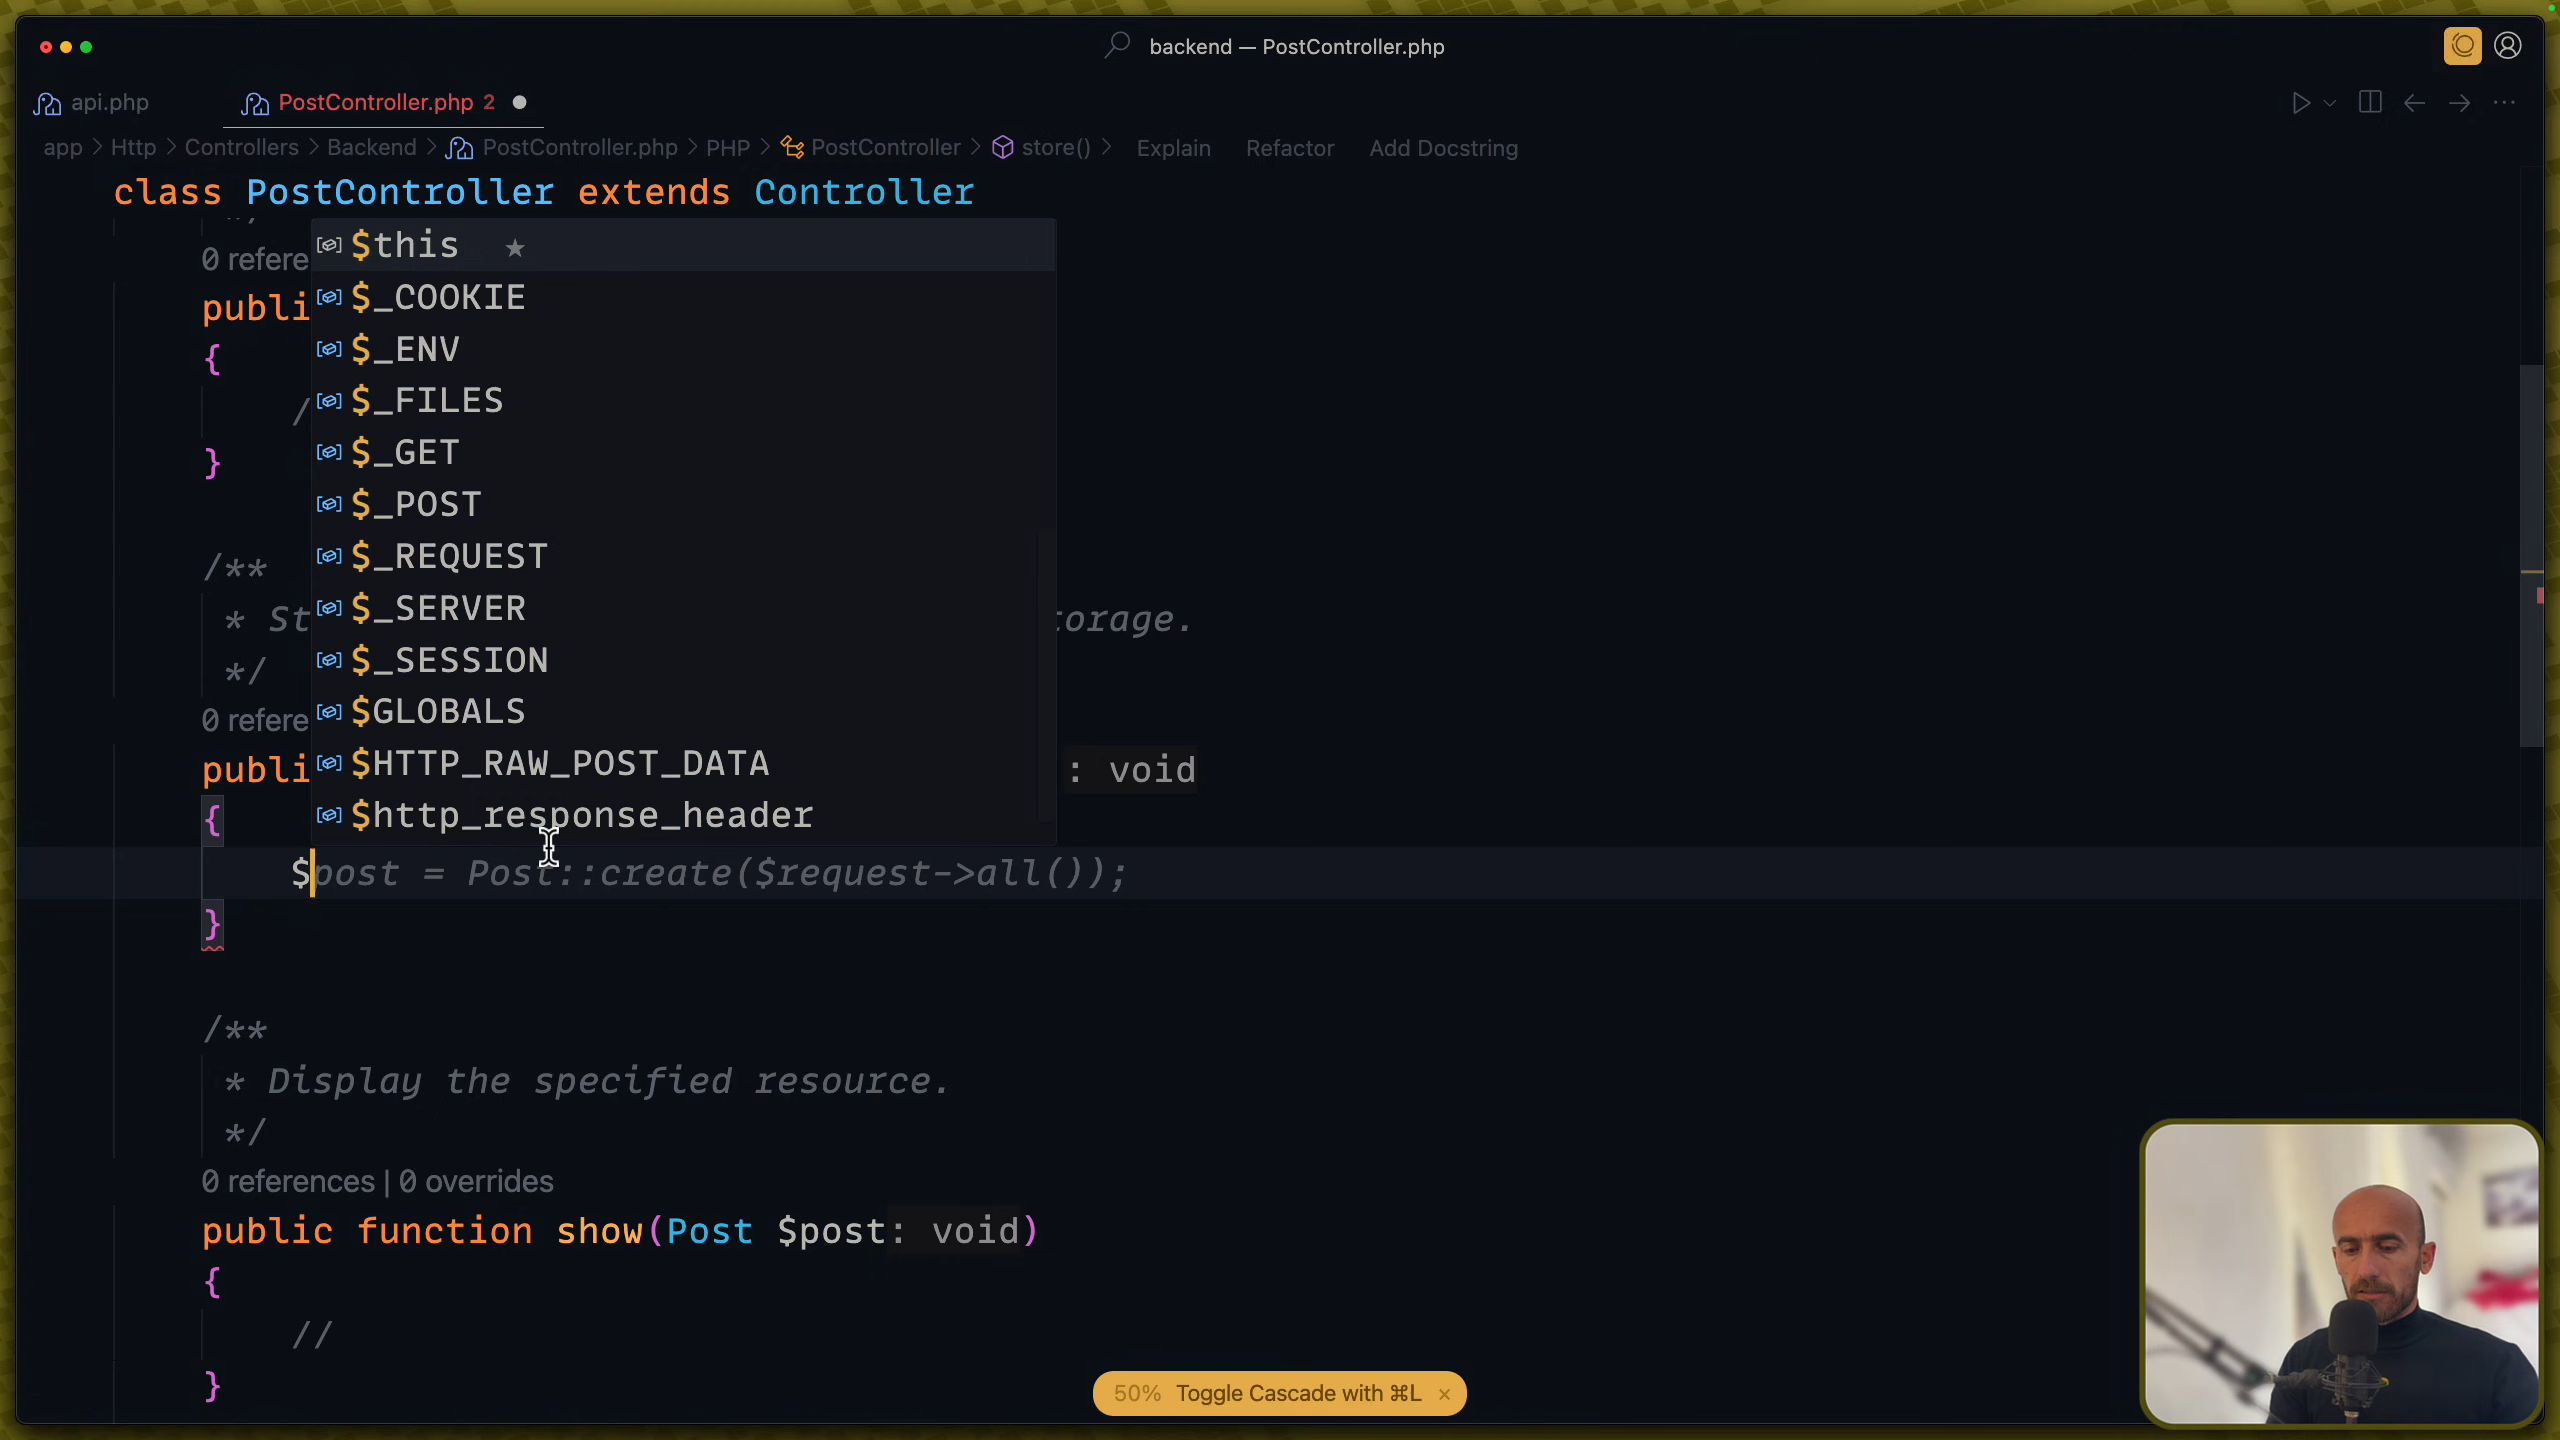 backend — PostController.php
api.php
PostController.php 2
app > Http > Controllers > Backend > PostController.php > PHP > PostController > store() > Explain Refactor Add Docstring
class PostController extends Controller
*/
0 refere
publi
{
/
}
/**
* St
torage.
*/
0 refere
publi
: void
{
$this ★
$_COOKIE
$_ENV
$_FILES
$_GET
$_POST
$_REQUEST
$_SERVER
$_SESSION
$GLOBALS
$HTTP_RAW_POST_DATA
$http_response_header
$post = Post::create($request->all());
}
/**
* Display the specified resource.
*/
0 references | 0 overrides
public function show(Post $post: void)
{
//
}
50% Toggle Cascade with ⌘L ×